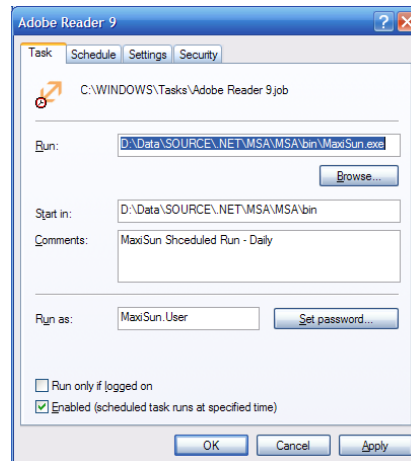 Adobe Reader 9
Task Schedule Settings Security
C:\WINDOWS\Tasks\Adobe Reader 9.job
Run: D:\Data\SOURCE\.NET\MSA\MSA\bin\MaxiSun.exe
Browse...
Start in: D:\Data\SOURCE\.NET\MSA\MSA\bin
Comments: MaxiSun Shceduled Run - Daily
Run as: MaxiSun.User Set password...
Run only if logged on
Enabled (scheduled task runs at specified time)
OK Cancel Apply